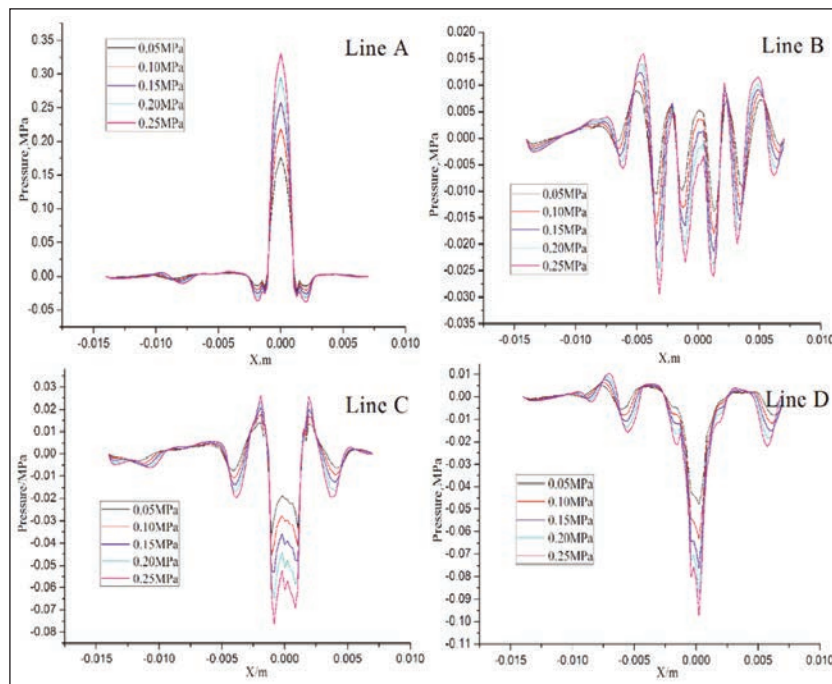 Line A
Pressure,MPa
0.35
0.30
0.25
0.20
0.15
0.10
0.05
0.00
-0.05
0,05MPa
0.10MPa
0.15MPa
0.20MPa
0.25MPa
-0.015 -0.010 -0.005 0.000 0.005 0.010
X.m
Line B
Pressure,MPa
0.020
0.015
0.010
0.005
0.000
-0.005
-0.010
-0.015
-0.020
-0.025
-0.030
-0.035
0,05MPa
0,10MPa
0.15MPa
0.20MPa
0.25MPa
-0.015 -0.010 -0.005 0.000 0.005 0.010
X.m
Line C
Pressure/MPa
0.03
0.02
0.01
0.00
-0.01
-0.02
-0.03
-0.04
-0.05
-0.06
-0.07
-0.08
0.05MPa
0.10MPa
0.15MPa
0.20MPa
0.25MPa
-0.015 -0.010 -0.005 0.000 0.005 0.010
X/m
Line D
Pressure,MPa
0.01
0.00
-0.01
-0.02
-0.03
-0.04
-0.05
-0.06
-0.07
-0.08
-0.09
-0.10
-0.11
0.05MPa
0.10MPa
0.15MPa
0.20MPa
0.25MPa
-0.015 -0.010 -0.005 0.000 0.005 0.010
X/m